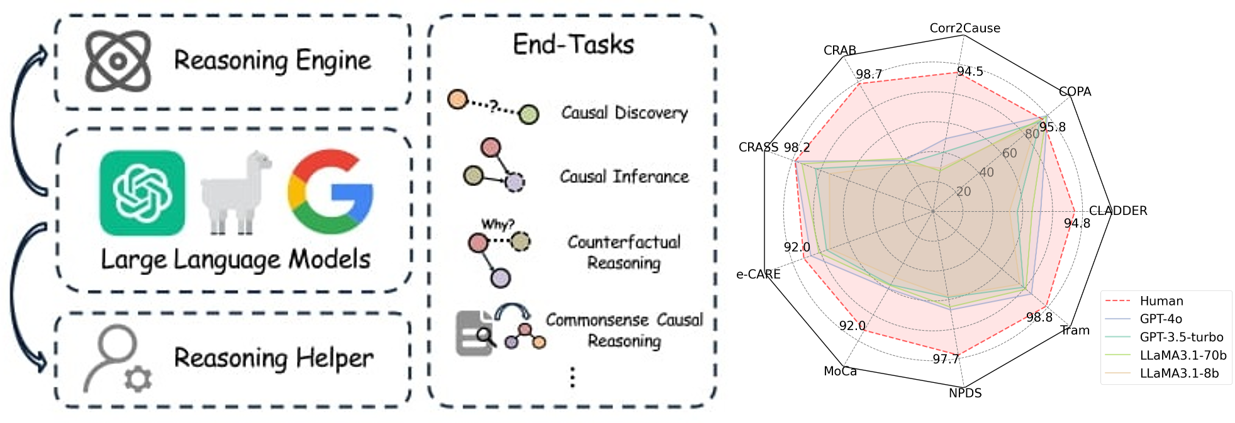 Reasoning Engine
Large Language Models
Reasoning Helper
End-Tasks
?
Causal Discovery
Causal Inferance
Why?
Counterfactual
Reasoning
Commonsense Causal
Reasoning
Corr2Cause
CRAB
98.7
94.5
COPA
95.8
80
60
40
20
CRASS 98.2
CLADDER
94.8
92.0
e-CARE
92.0
MoCa
97.7
NPDS
98.8
Tram
Human
GPT-4o
GPT-3.5-turbo
LLaMA3.1-70b
LLaMA3.1-8b